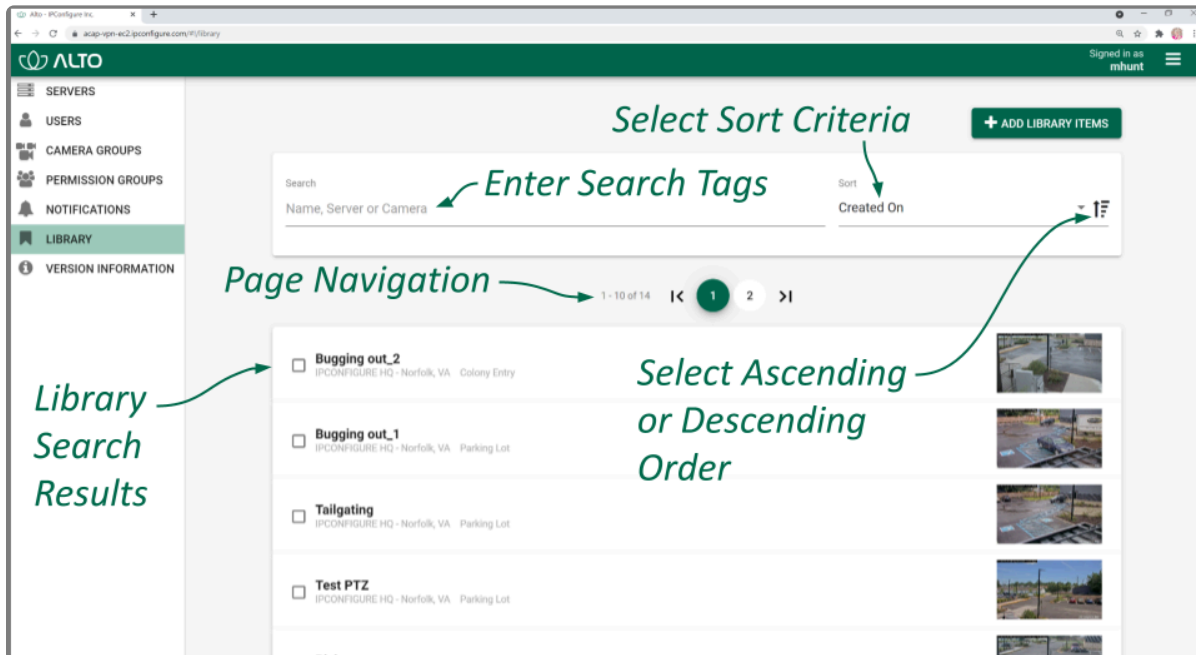 Alto - IPConfigure Inc.
acap-vpn-ec2.ipconfigure.com/#!/library
ALTO
Signed in as
mhunt
SERVERS
USERS
CAMERA GROUPS
PERMISSION GROUPS
NOTIFICATIONS
LIBRARY
VERSION INFORMATION
Select Sort Criteria
ADD LIBRARY ITEMS
Search
Name, Server or Camera
Enter Search Tags
Sort
Created On
Page Navigation
1 - 10 of 14
1
2
Library
Search
Results
Select Ascending
or Descending
Order
Bugging out_2
IPCONFIGURE HQ - Norfolk, VA Colony Entry
Bugging out_1
IPCONFIGURE HQ - Norfolk, VA Parking Lot
Tailgating
IPCONFIGURE HQ - Norfolk, VA Parking Lot
Test PTZ
IPCONFIGURE HQ - Norfolk, VA Parking Lot